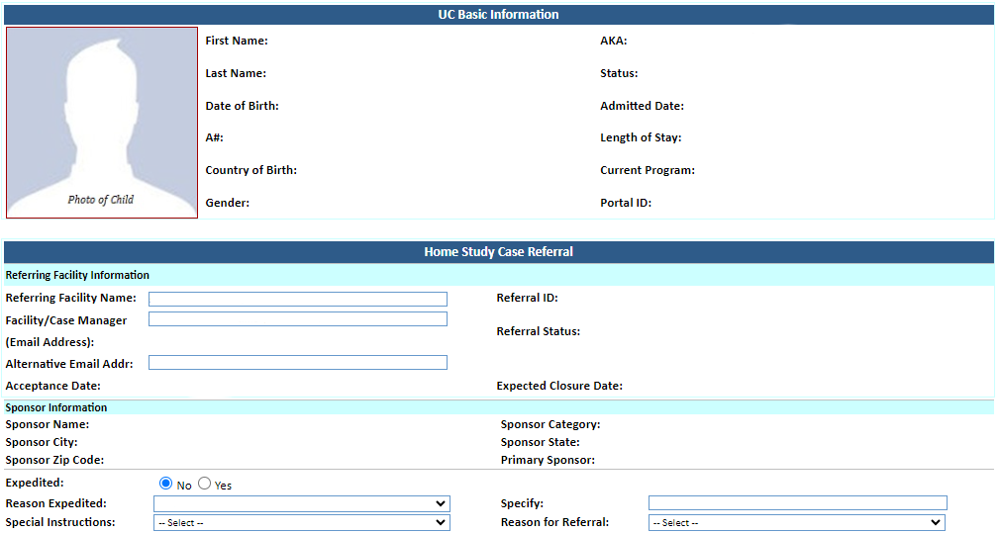 UC Basic Information
First Name: AKA:
Last Name: Status:
Date of Birth: Admitted Date:
A#: Length of Stay:
Country of Birth: Current Program:
Photo of Child
Gender: Portal ID:
Home Study Case Referral
Referring Facility Information
Referring Facility Name: Referral ID:
Facility/Case Manager
(Email Address): Referral Status:
Alternative Email Addr:
Acceptance Date: Expected Closure Date:
Sponsor Information
Sponsor Name: Sponsor Category:
Sponsor City: Sponsor State:
Sponsor Zip Code: Primary Sponsor:
Expedited: No Yes
Reason Expedited: Specify:
Special Instructions: -- Select -- Reason for Referral: -- Select --